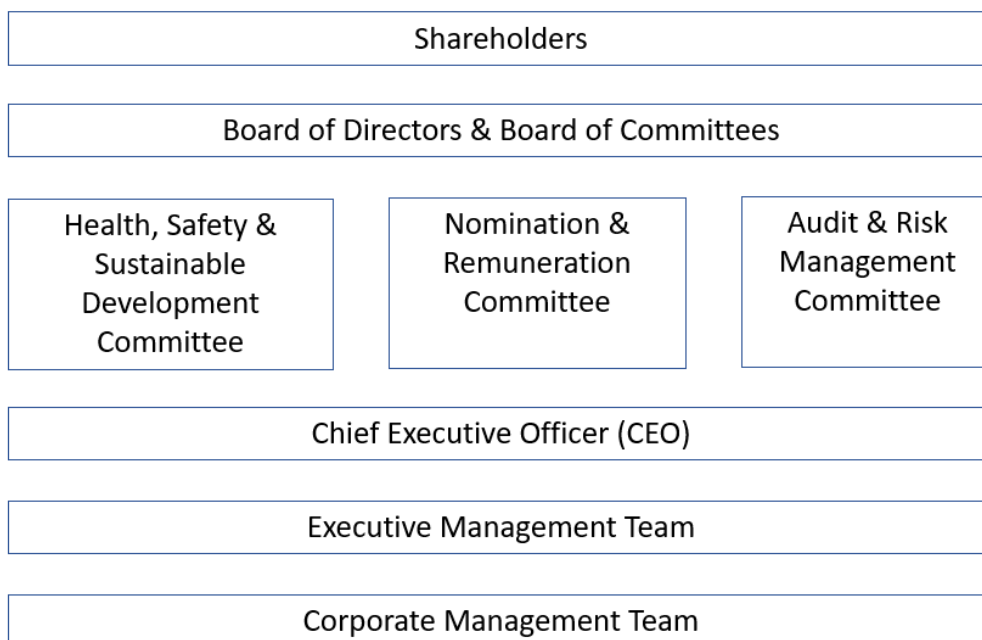 Shareholders
Board of Directors & Board of Committees
Health, Safety &
Sustainable
Development
Committee
Nomination &
Remuneration
Committee
Audit & Risk
Management
Committee
Chief Executive Officer (CEO)
Executive Management Team
Corporate Management Team